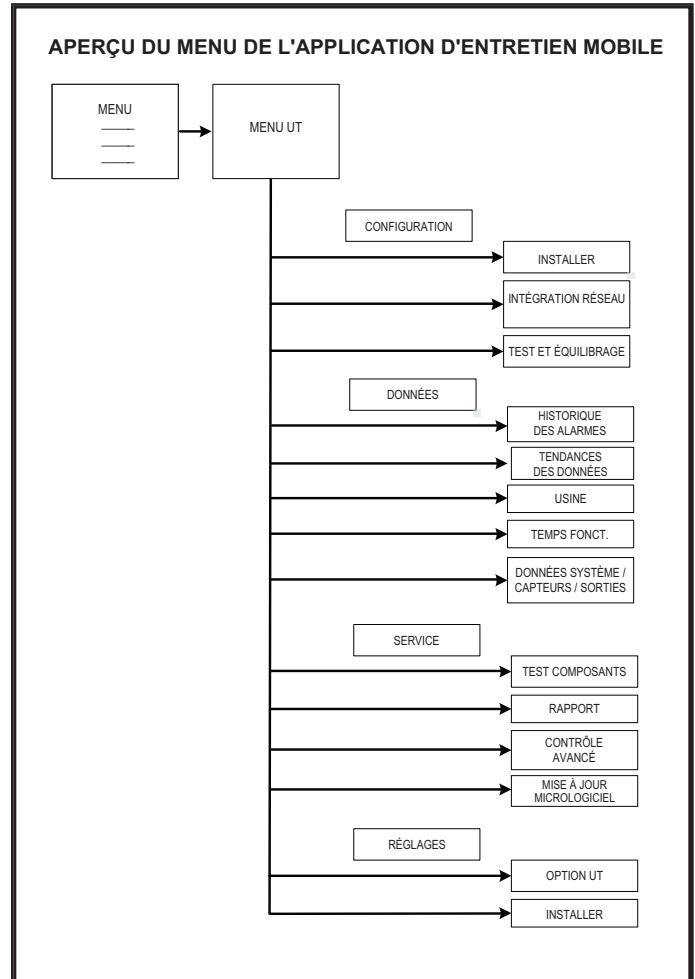 APERÇU DU MENU DE L'APPLICATION D'ENTRETIEN MOBILE
MENU
MENU UT
CONFIGURATION
INSTALLER
INTÉGRATION RÉSEAU
TEST ET ÉQUILIBRAGE
DONNÉES
HISTORIQUE
DES ALARMES
TENDANCES
DES DONNÉES
USINE
TEMPS FONCT.
DONNÉES SYSTÈME /
CAPTEURS / SORTIES
SERVICE
TEST COMPOSANTS
RAPPORT
CONTRÔLE
AVANCÉ
MISE À JOUR
MICROLOGICIEL
RÉGLAGES
OPTION UT
INSTALLER